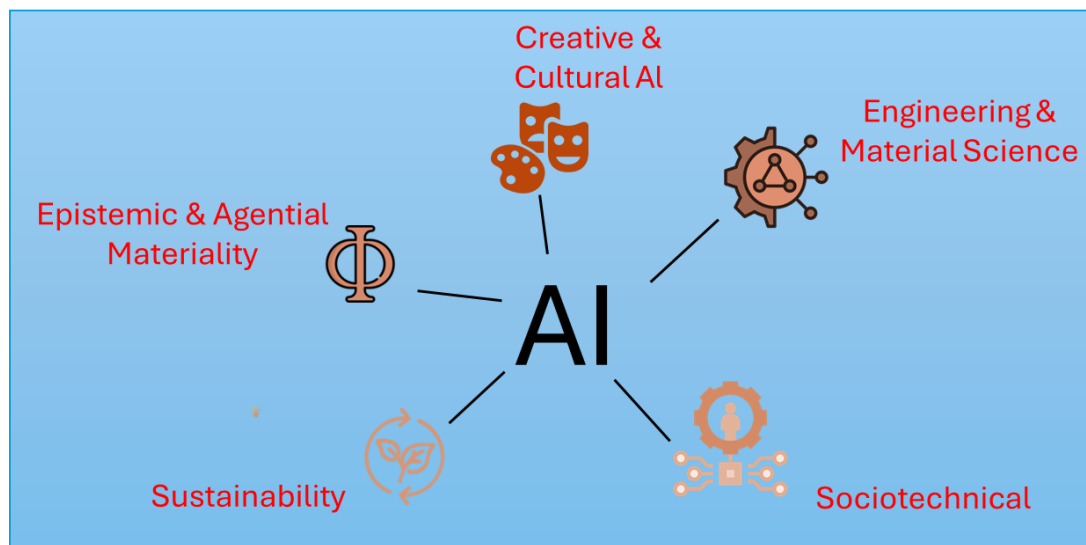 Creative &
Cultural AI
Engineering &
Material Science
Epistemic & Agential
Materiality
Φ
AI
Sustainability
Sociotechnical